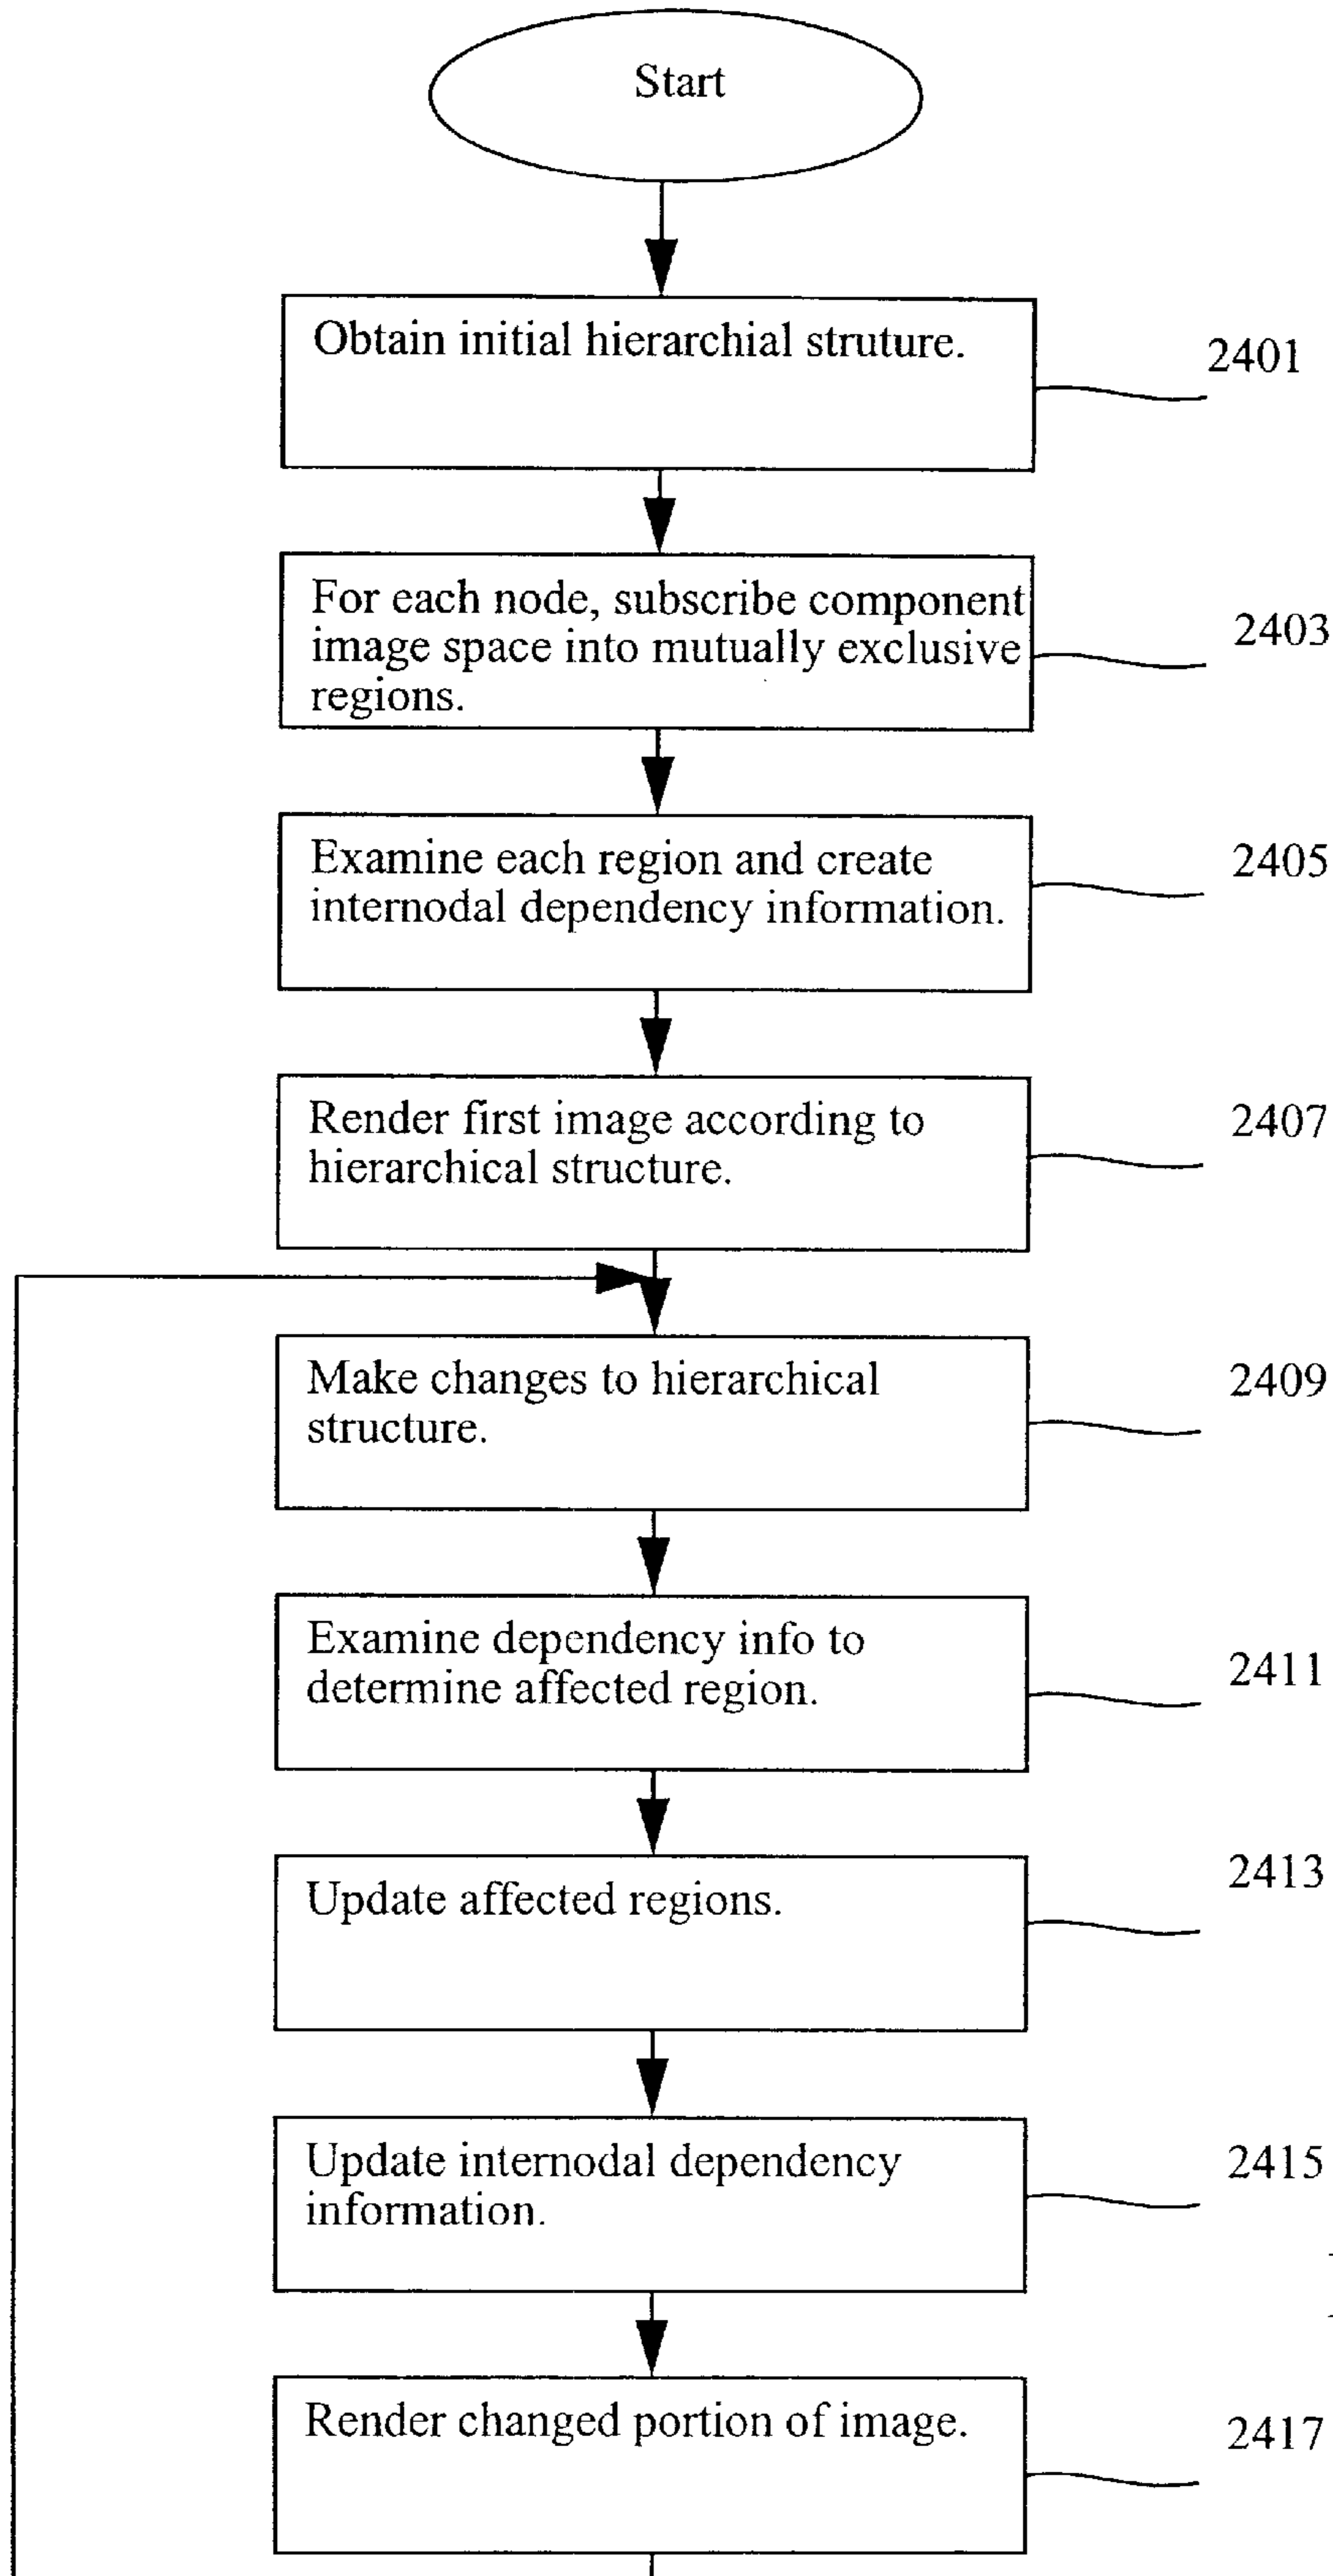 Start
Obtain initial hierarchial struture.
2401
For each node, subscribe component
image space into mutually exclusive
regions.
2403
Examine each region and create
internodal dependency information.
2405
Render first image according to
hierarchical structure.
2407
Make changes to hierarchical
structure.
2409
Examine dependency info to
determine affected region.
2411
Update affected regions.
2413
Update internodal dependency
information.
2415
Render changed portion of image.
2417